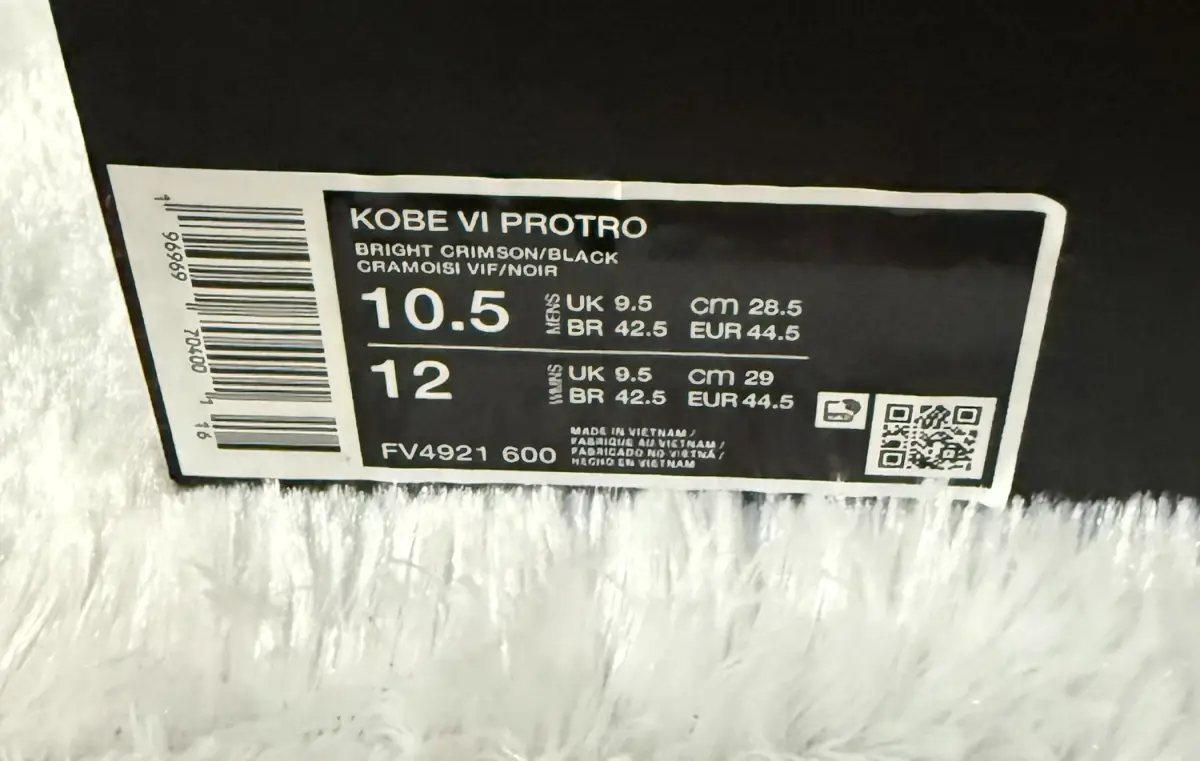 KOBE VI PROTRO
BRIGHT CRIMSON/BLACK
CRAMOISI VIF/NOIR
10.5 MENS UK 9.5 cm 28.5
BR 42.5 EUR 44.5
12 WMNS UK 9.5 cm 29
BR 42.5 EUR 44.5
FV4921 600
MADE IN VIETNAM /
FABRIQUE AU VIETNAM /
FABRICADO NO VIETNÃ /
HECHO EN VIETNAM
1 96969 70400 1 16